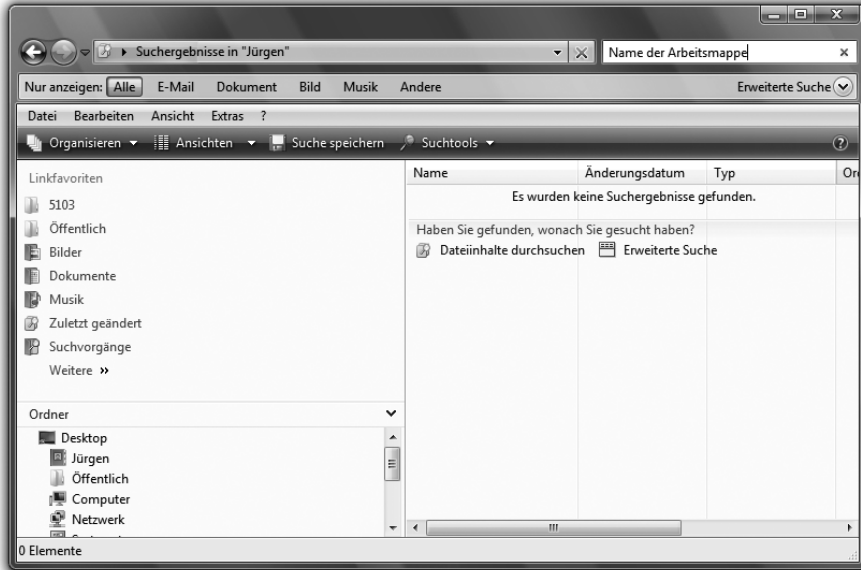 Suchergebnisse in "Jürgen"
Name der Arbeitsmappe
Nur anzeigen: Alle E-Mail Dokument Bild Musik Andere Erweiterte Suche
Datei Bearbeiten Ansicht Extras ?
Organisieren Ansichten Suche speichern Suchtools
Linkfavoriten
5103
Öffentlich
Bilder
Dokumente
Musik
Zuletzt geändert
Suchvorgänge
Weitere »
Ordner
Desktop
Jürgen
Öffentlich
Computer
Netzwerk
Name Änderungsdatum Typ
Es wurden keine Suchergebnisse gefunden.
Haben Sie gefunden, wonach Sie gesucht haben?
Dateiinhalte durchsuchen Erweiterte Suche
0 Elemente